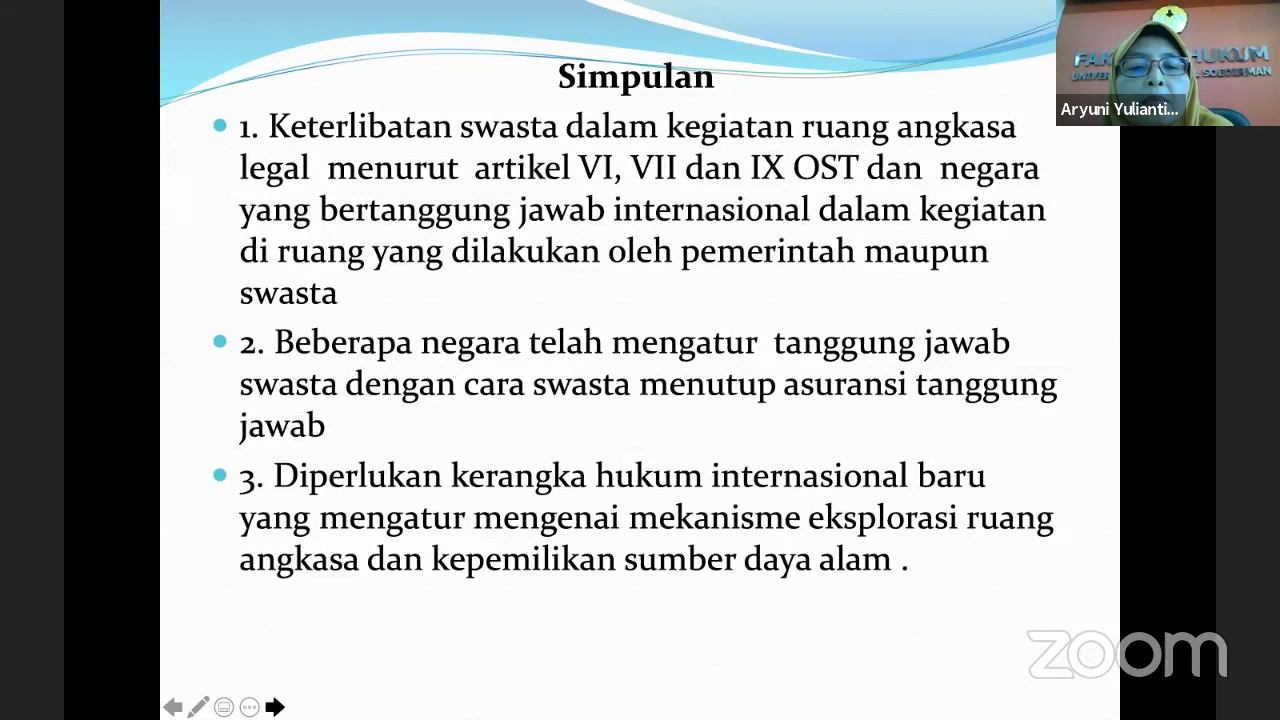 Simpulan
1. Keterlibatan swasta dalam kegiatan ruang angkasa
legal menurut artikel VI, VII dan IX OST dan negara
yang bertanggung jawab internasional dalam kegiatan
di ruang yang dilakukan oleh pemerintah maupun
swasta
2. Beberapa negara telah mengatur tanggung jawab
swasta dengan cara swasta menutup asuransi tanggung
jawab
3. Diperlukan kerangka hukum internasional baru
yang mengatur mengenai mekanisme eksplorasi ruang
angkasa dan kepemilikan sumber daya alam .
HUKUM
Aryuni Yulianti...
zoom